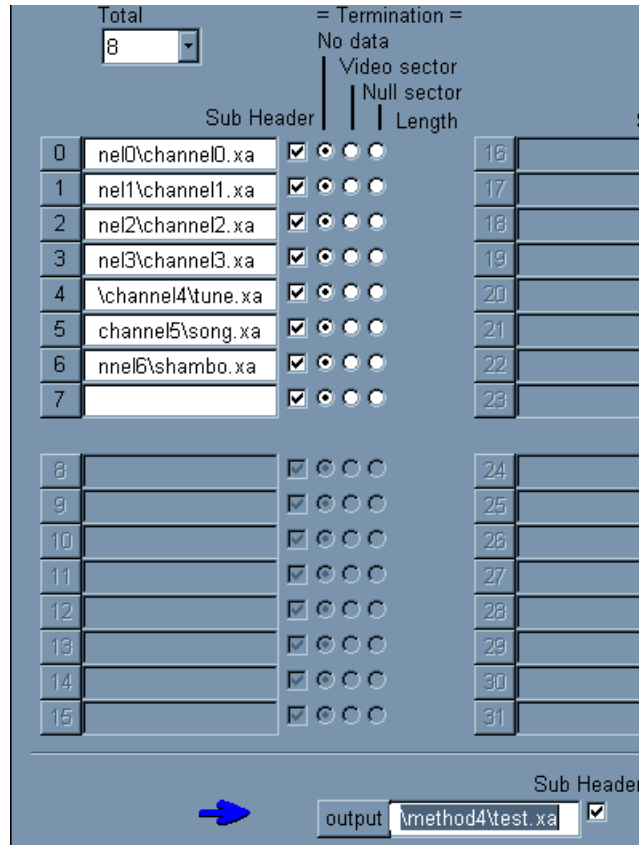 Total
= Termination =
8
No data
Video sector
Null sector
Sub Header
Length
0 nel0\channel0.xa 16
1 nel1\channel1.xa 17
2 nel2\channel2.xa 18
3 nel3\channel3.xa 19
4 \channel4\tune.xa 20
5 channel5\song.xa 21
6 nnel6\shambo.xa 22
7 23
8 24
9 25
10 26
11 27
12 28
13 29
14 30
15 31
Sub Header
output \method4\test.xa